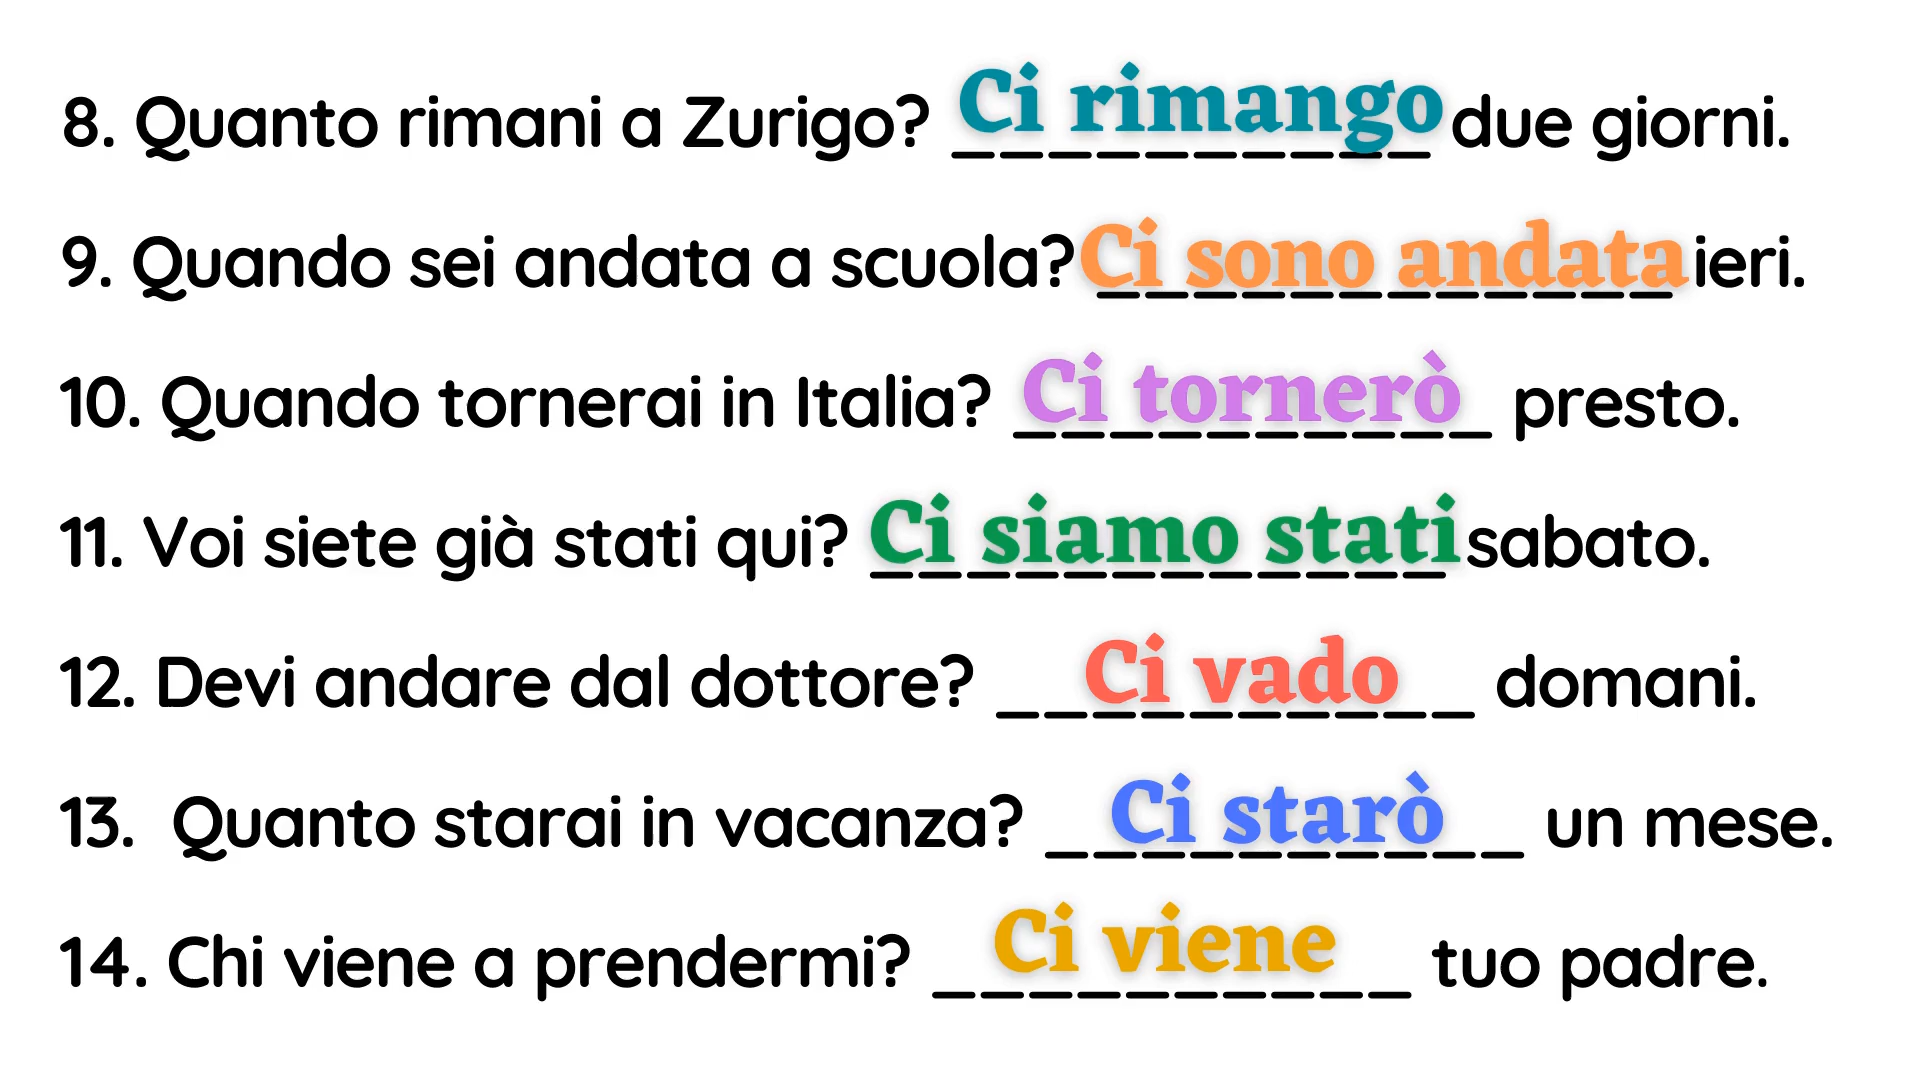 8. Quanto rimani a Zurigo? Ci rimango due giorni.
9. Quando sei andata a scuola? Ci sono andata ieri.
10. Quando tornerai in Italia? Ci tornerò presto.
11. Voi siete già stati qui? Ci siamo stati sabato.
12. Devi andare dal dottore? Ci vado domani.
13. Quanto starai in vacanza? Ci starò un mese.
14. Chi viene a prendermi? Ci viene tuo padre.